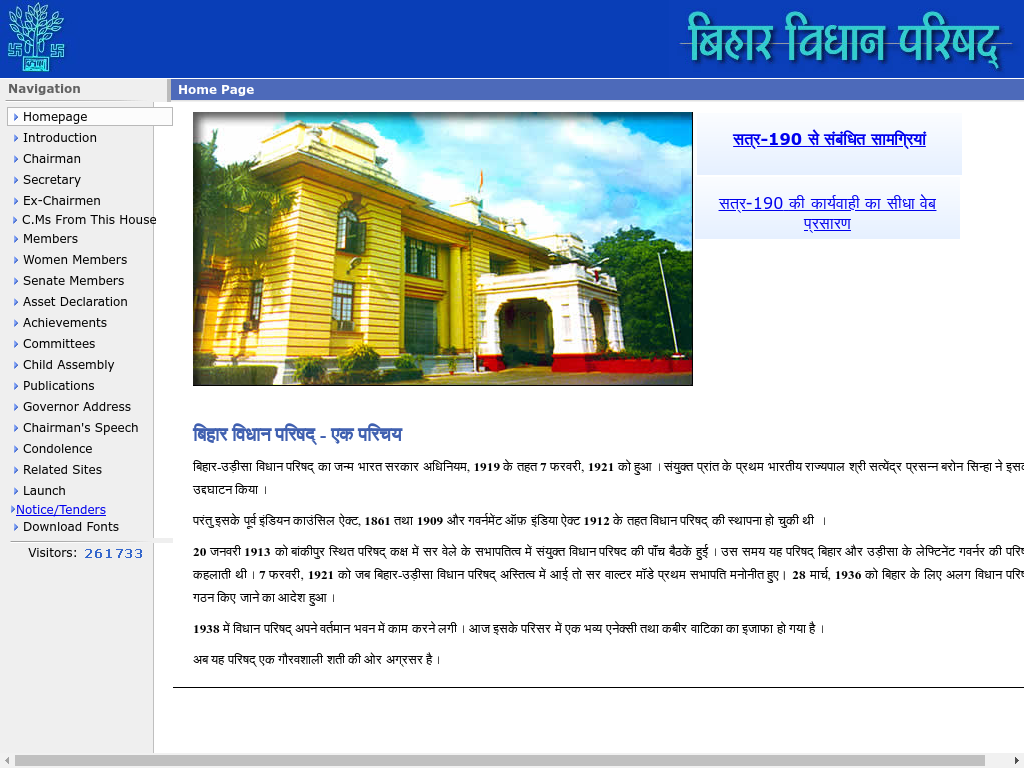 बिहार विधान परिषद्
Navigation
Home Page
Homepage
Introduction
Chairman
Secretary
Ex-Chairmen
C.Ms From This House
Members
Women Members
Senate Members
Asset Declaration
Achievements
Committees
Child Assembly
Publications
Governor Address
Chairman's Speech
Condolence
Related Sites
Launch
Notice/Tenders
Download Fonts
Visitors: 261733
सत्र-190 से संबंधित सामग्रियां
सत्र-190 की कार्यवाही का सीधा वेब
प्रसारण
बिहार विधान परिषद् - एक परिचय
बिहार-उड़ीसा विधान परिषद् का जन्म भारत सरकार अधिनियम, 1919 के तहत 7 फरवरी, 1921 को हुआ । संयुक्त प्रांत के प्रथम भारतीय राज्यपाल श्री सत्येंद्र प्रसन्न बरोन सिन्हा ने
उद्दघाटन किया ।
परंतु इसके पूर्व इंडियन काउंसिल ऐक्ट, 1861 तथा 1909 और गवर्नमेंट ऑफ़ इंडिया ऐक्ट 1912 के तहत विधान परिषद् की स्थापना हो चुकी थी ।
20 जनवरी 1913 को बांकीपुर स्थित परिषद् कक्ष में सर वेले के सभापतित्व में संयुक्त विधान परिषद की पाँच बैठकें हुई । उस समय यह परिषद् बिहार और उड़ीसा के लेफ्टिनेंट गवर्नर की
कहलाती थी । 7 फरवरी, 1921 को जब बिहार-उड़ीसा विधान परिषद् अस्तित्व में आई तो सर वाल्टर मॉडे प्रथम सभापति मनोनीत हुए । 28 मार्च, 1936 को बिहार के लिए अलग विधान
गठन किए जाने का आदेश हुआ ।
1938 में विधान परिषद् अपने वर्तमान भवन में काम करने लगी । आज इसके परिसर में एक भव्य एनेक्सी तथा कबीर वाटिका का इजाफा हो गया है ।
अब यह परिषद् एक गौरवशाली शती की ओर अग्रसर है ।